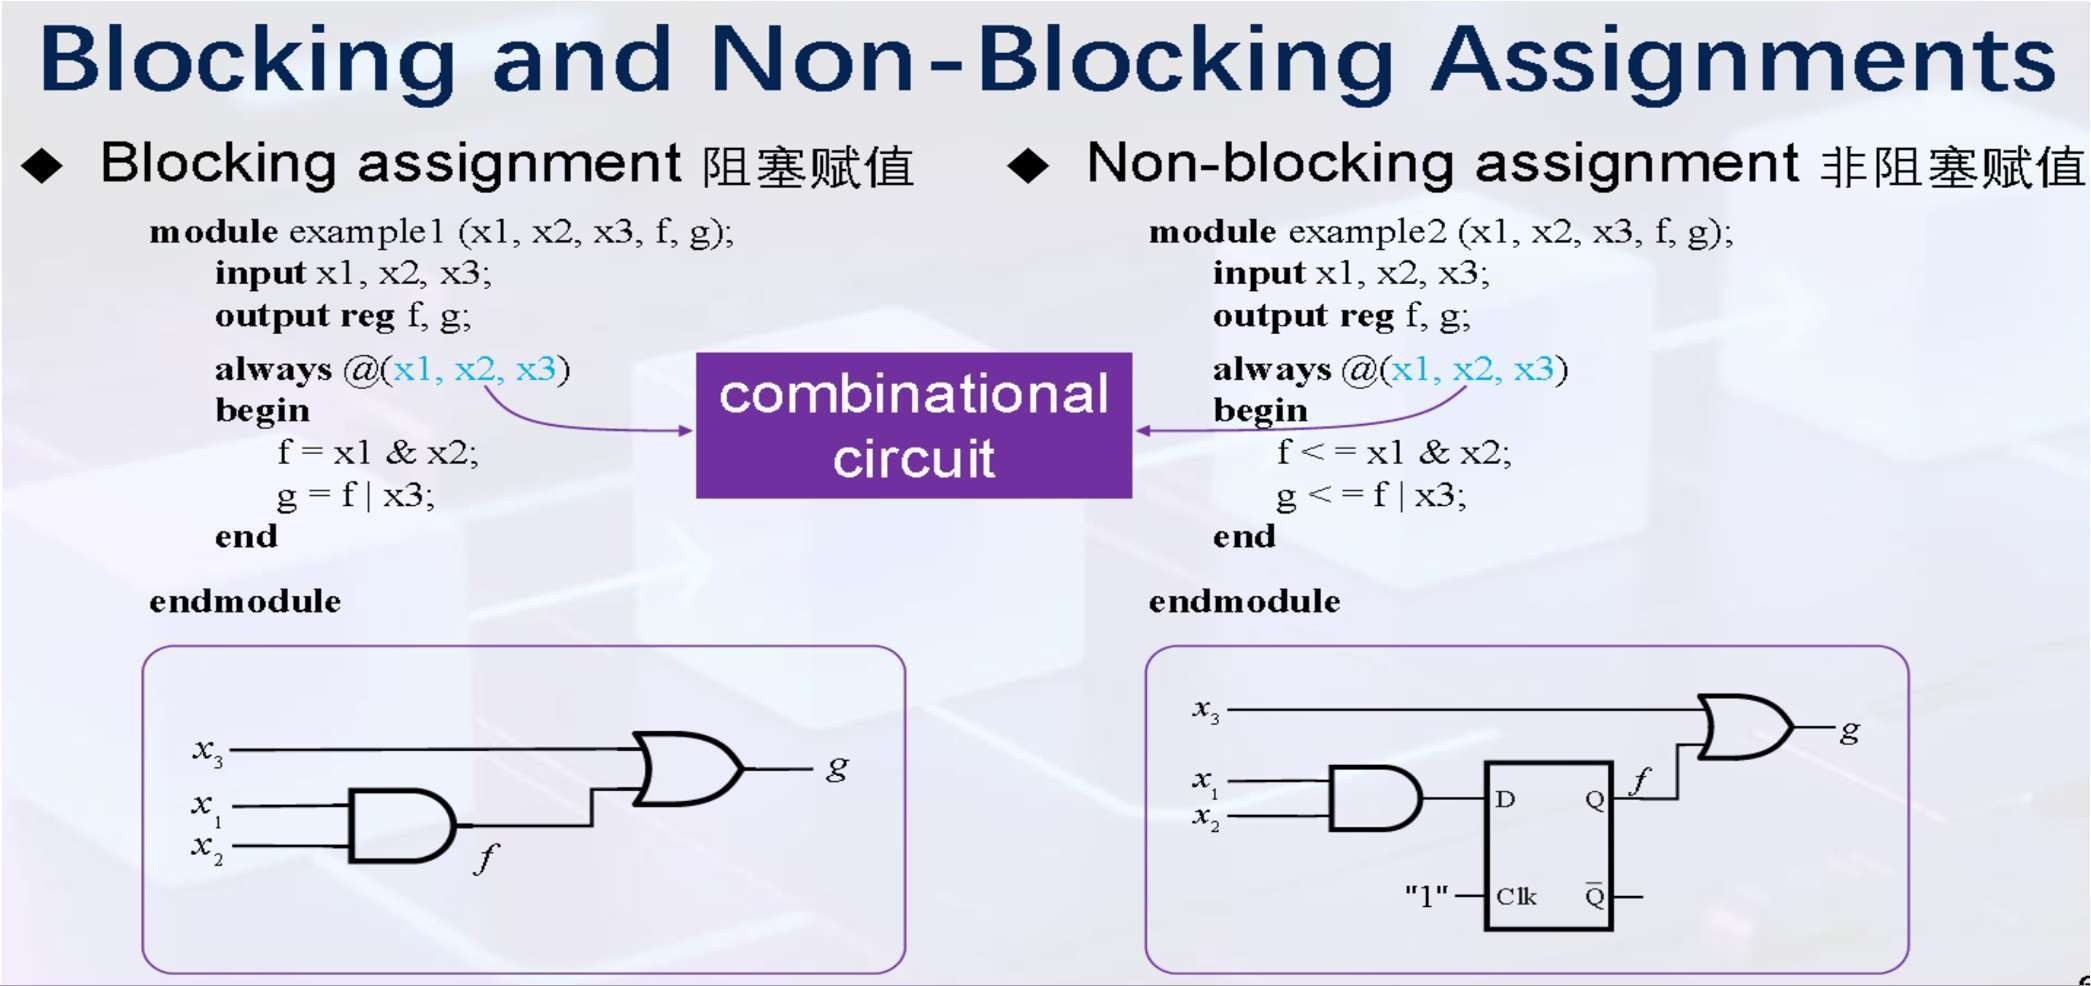 Blocking and Non-Blocking Assignments
◆ Blocking assignment 阻塞赋值
module example1 (x1, x2, x3, f, g);
input x1, x2, x3;
output reg f, g;
always @(x1, x2, x3)
begin
f = x1 & x2;
g = f | x3;
end
endmodule
combinational
circuit
◆ Non-blocking assignment 非阻塞赋值
module example2 (x1, x2, x3, f, g);
input x1, x2, x3;
output reg f, g;
always @(x1, x2, x3)
begin
f < = x1 & x2;
g < = f | x3;
end
endmodule
x3
x1
x2
f
g
x3
x1
x2
D
Q
f
g
"1"
Clk
Q̅